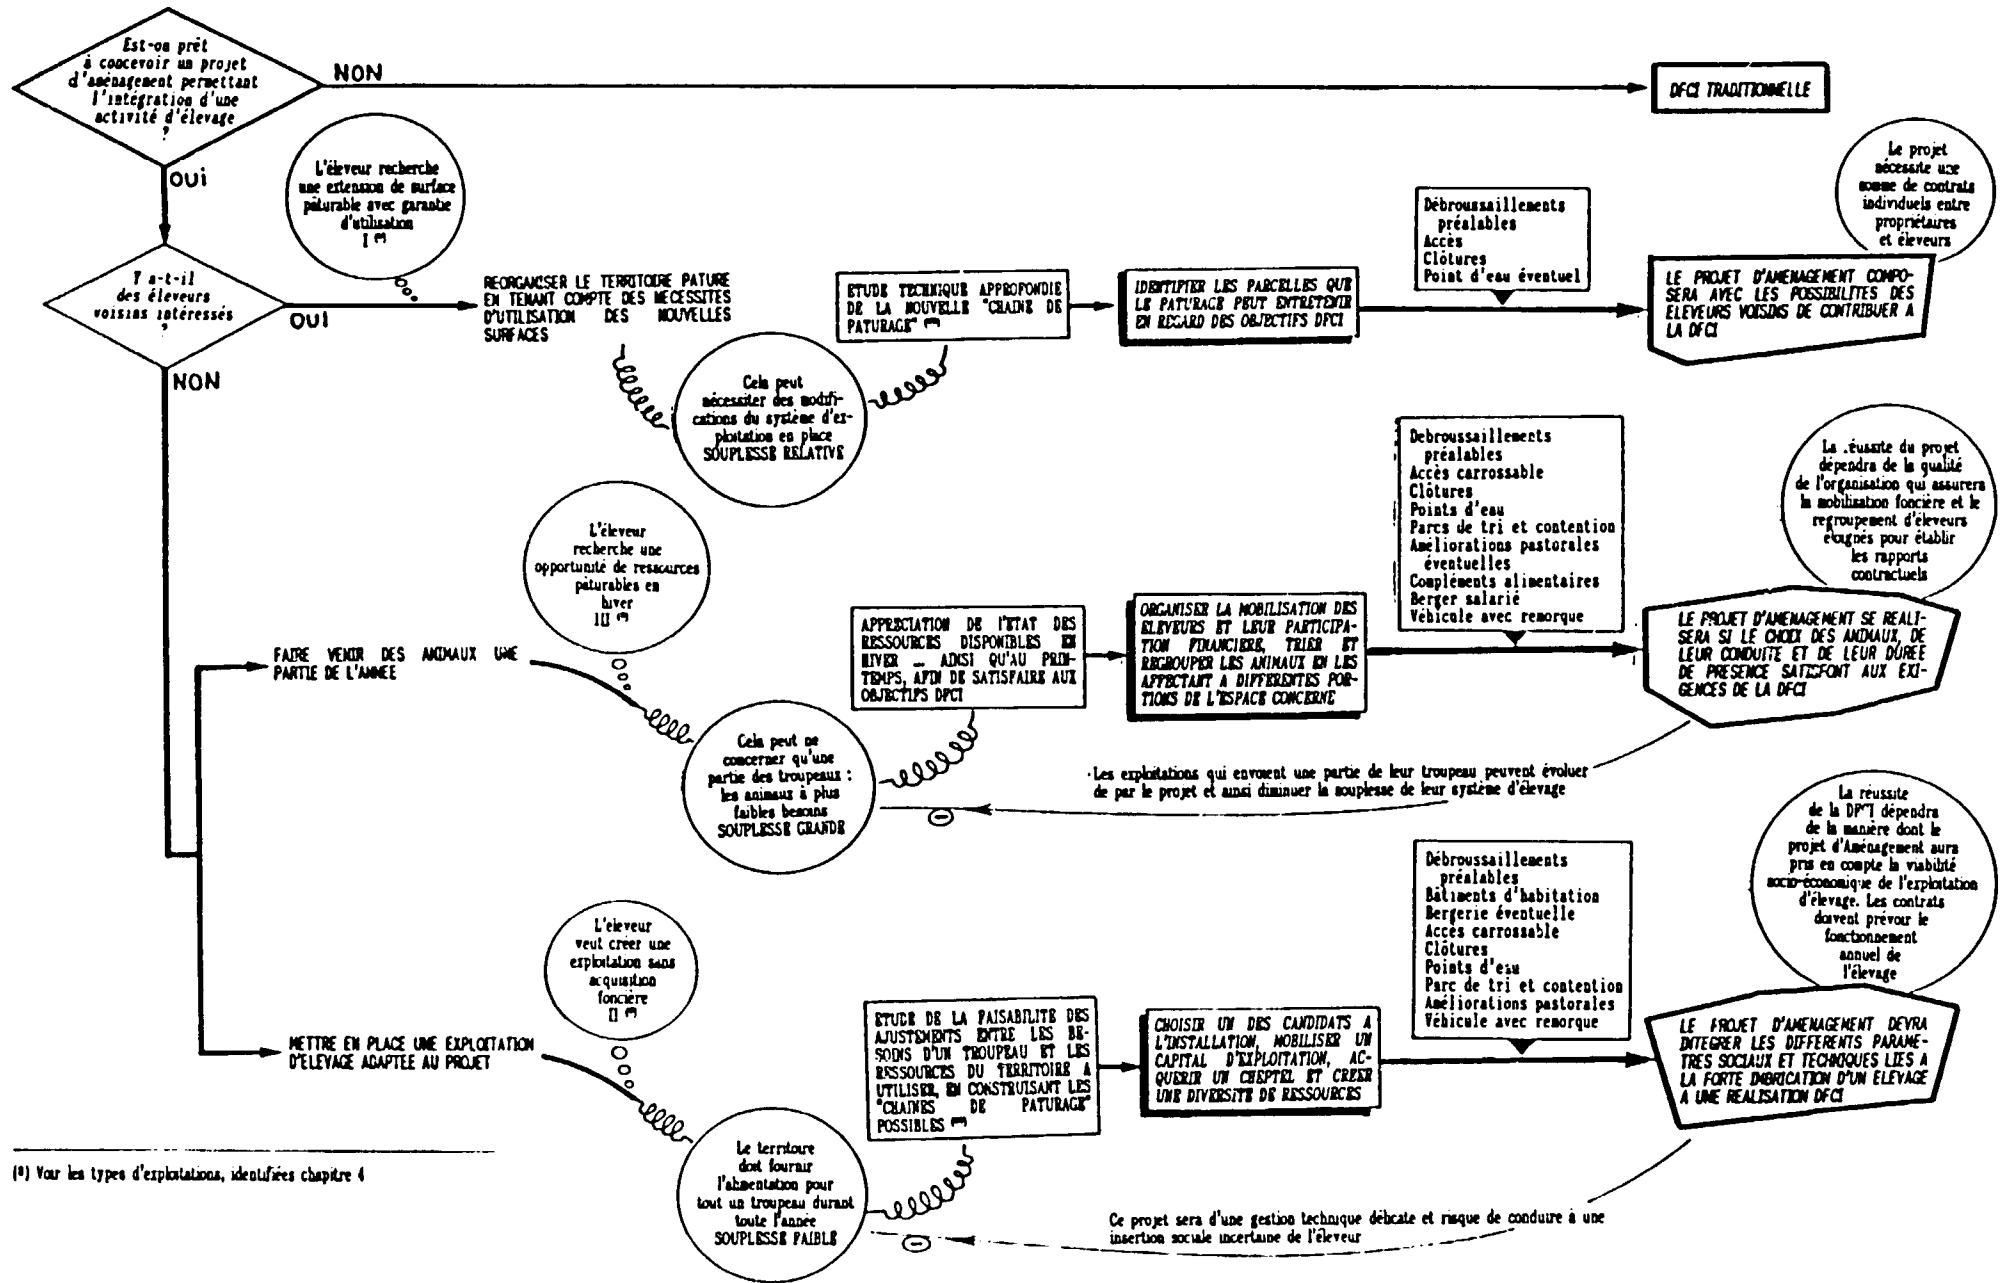 Est-on prêt
à concevoir un projet
d'aménagement permettant
l'intégration d'une
activité d'élevage
?
NON
DFCI TRADITIONNELLE
OUi
L'éleveur recherche
une extension de surface
pâturable avec garantie
d'utilisation
I (*)
Y a-t-il
des éleveurs
voisins intéressés
?
OUI
NON
REORGANISER LE TERRITOIRE PATURE
EN TENANT COMPTE DES NECESSITES
D'UTILISATION DES NOUVELLES
SURFACES
Cela peut
nécessiter des modifi-
cations du système d'ex-
ploitation en place
SOUPLESSE RELATIVE
ETUDE TECHNIQUE APPROFONDIE
DE LA NOUVELLE "CHAINE DE
PATURAGE" (*)
IDENTIFIER LES PARCELLES QUE
LE PATURAGE PEUT ENTRETENIR
EN REGARD DES OBJECTIFS DFCI
Débroussaillements
préalables
Accès
Clôtures
Point d'eau éventuel
Le projet
nécessite une
somme de contrats
individuels entre
propriétaires
et éleveurs
LE PROJET D'AMENAGEMENT COMPO-
SERA AVEC LES POSSIBILITES DES
ELEVEURS VOISINS DE CONTRIBUER A
LA DFCI
FAIRE VENIR DES ANIMAUX UNE
PARTIE DE L'ANNEE
L'éleveur
recherche une
opportunité de ressources
pâturables en
hiver
III (*)
Cela peut ne
concerner qu'une
partie des troupeaux :
les animaux à plus
faibles besoins
SOUPLESSE GRANDE
APPRECIATION DE l'ETAT DES
RESSOURCES DISPONIBLES EN
HIVER ... AINSI QU'AU PRIN-
TEMPS, AFIN DE SATISFAIRE AUX
OBJECTIFS DFCI
ORGANISER LA MOBILISATION DES
ELEVEURS ET LEUR PARTICIPA-
TION FINANCIERE, TRIER ET
REGROUPER LES ANIMAUX EN LES
AFFECTANT A DIFFERENTES POR-
TIONS DE L'ESPACE CONCERNE
Debroussaillements
préalables
Accès carrossable
Clôtures
Points d'eau
Parcs de tri et contention
Améliorations pastorales
éventuelles
Compléments alimentaires
Berger salarié
Véhicule avec remorque
La réussite du projet
dépendra de la qualité
de l'organisation qui assurera
la mobilisation foncière et le
regroupement d'éleveurs
éloignés pour établir
les rapports
contractuels
LE PROJET D'AMENAGEMENT SE REALI-
SERA SI LE CHOIX DES ANIMAUX, DE
LEUR CONDUITE ET DE LEUR DUREE
DE PRESENCE SATISFONT AUX EXI-
GENCES DE LA DFCI
Les exploitations qui envoient une partie de leur troupeau peuvent évoluer
de par le projet et ainsi diminuer la souplesse de leur système d'élevage
METTRE EN PLACE UNE EXPLOITATION
D'ELEVAGE ADAPTEE AU PROJET
L'eleveur
veut créer une
exploitation sans
acquisition
foncière
II (*)
Le territoire
doit fournir
l'alimentation pour
tout un troupeau durant
toute l'année
SOUPLESSE FAIBLE
ETUDE DE LA FAISABILITE DES
AJUSTEMENTS ENTRE LES BE-
SOINS D'UN TROUPEAU ET LES
RESSOURCES DU TERRITOIRE A
UTILISER, EN CONSTRUISANT LES
"CHAINES DE PATURAGE"
POSSIBLES (*)
CHOISIR UN DES CANDIDATS A
L'INSTALLATION, MOBILISER UN
CAPITAL D'EXPLOITATION, AC-
QUERIR UN CHEPTEL ET CREER
UNE DIVERSITE DE RESSOURCES
Débroussaillements
préalables
Bâtiments d'habitation
Bergerie éventuelle
Accès carrossable
Clôtures
Points d'eau
Parc de tri et contention
Améliorations pastorales
Véhicule avec remorque
La réussite
de la DFCI dépendra
de la manière dont le
projet d'Aménagement aura
pris en compte la viabilité
socio-économique de l'exploitation
d'élevage. Les contrats
doivent prévoir le
fonctionnement
annuel de
l'élevage
LE PROJET D'AMENAGEMENT DEVRA
INTEGRER LES DIFFERENTS PARAME-
TRES SOCIAUX ET TECHNIQUES LIES A
LA FORTE IMBRICATION D'UN ELEVAGE
A UNE REALISATION DFCI
Ce projet sera d'une gestion technique délicate et risque de conduire à une
insertion sociale incertaine de l'éleveur
(*) Voir les types d'exploitations, identifiées chapitre 4